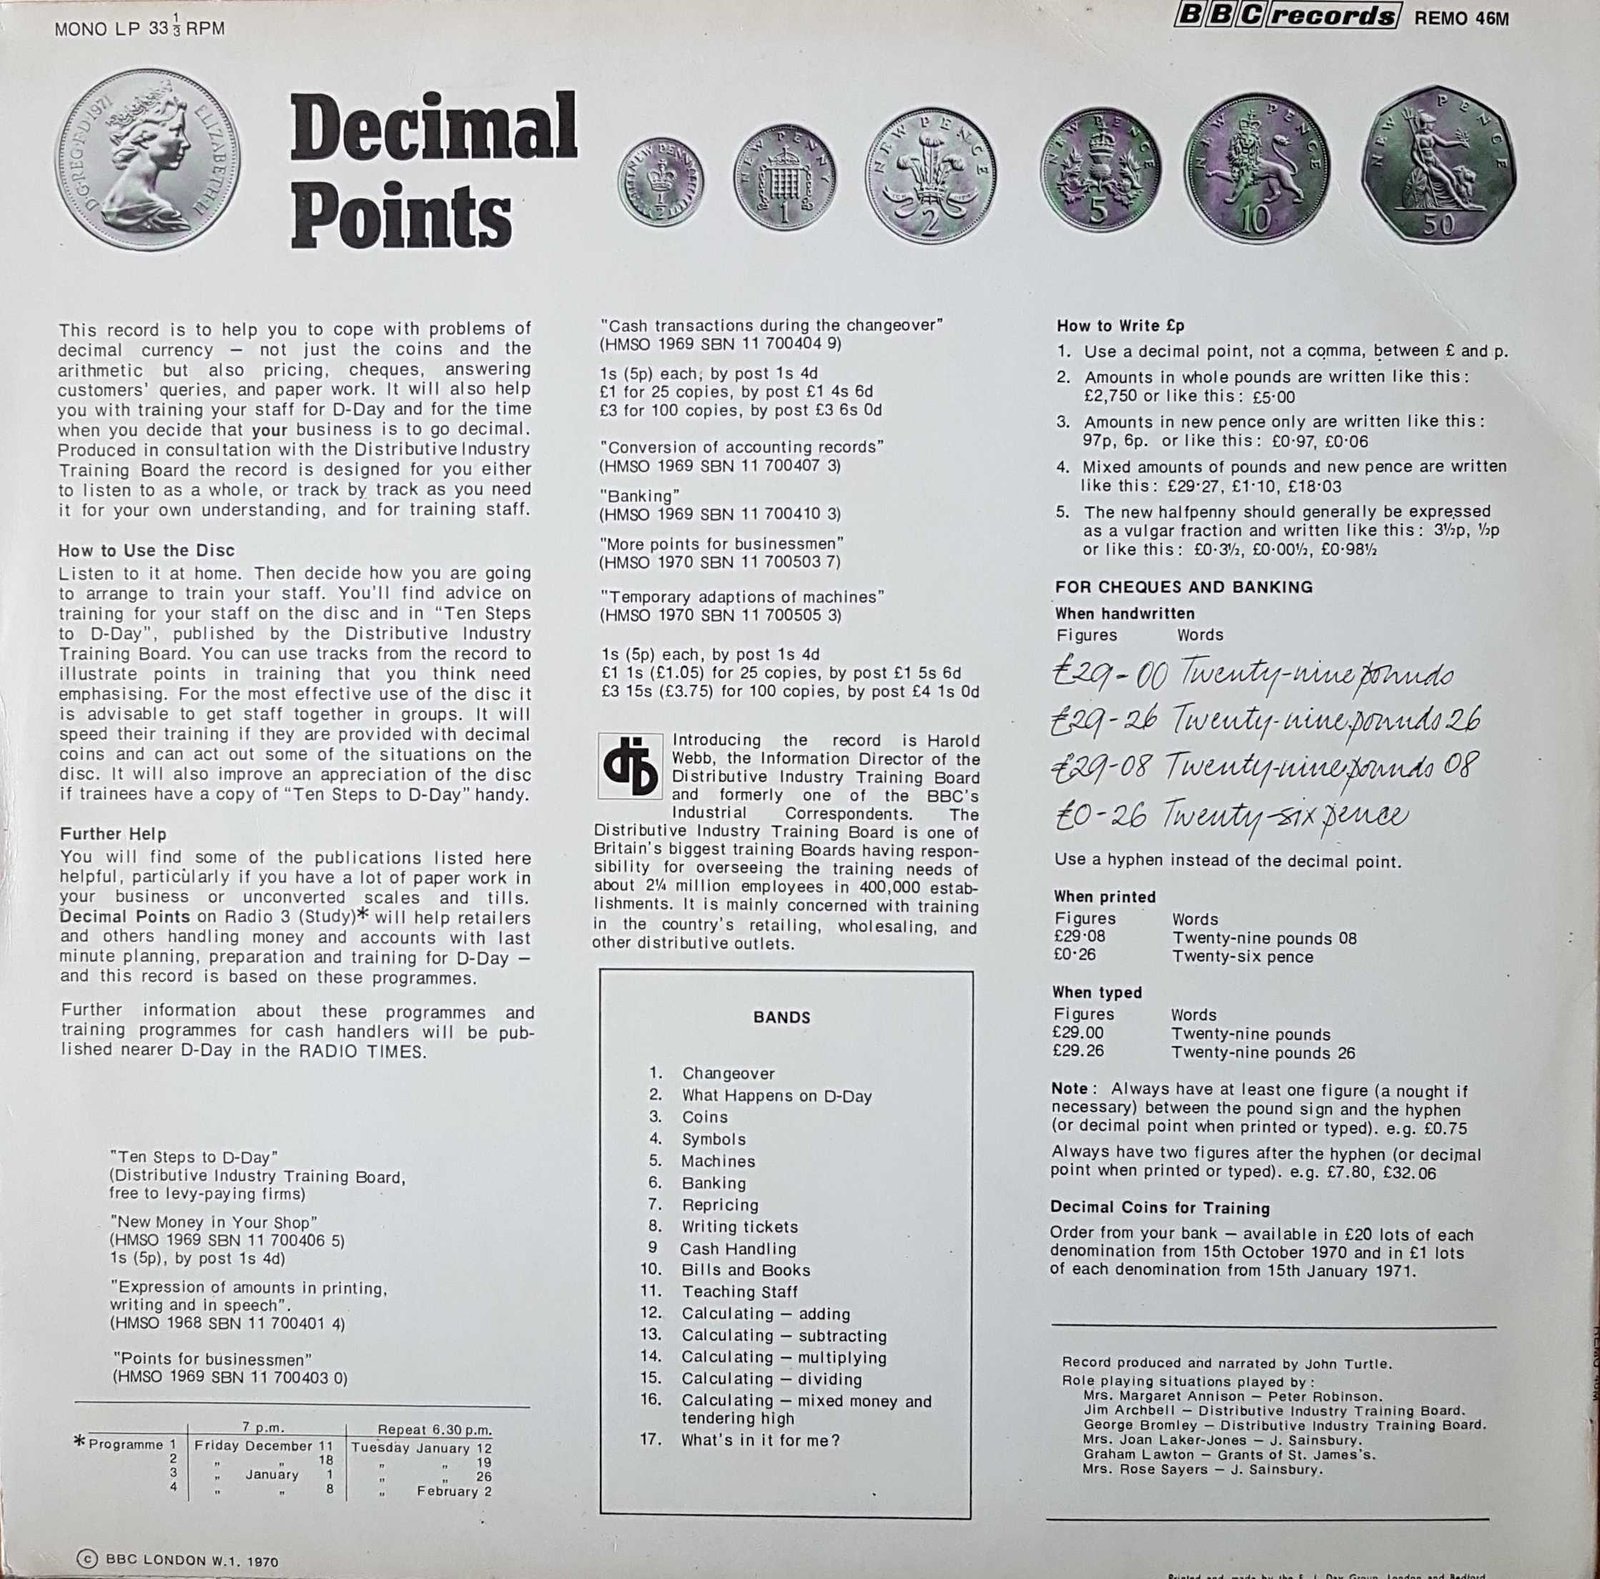 MONO LP 33⅓ RPM
BBC records REMO 46M
D·G·REG·F·D·1971 ELIZABETH II
Decimal
Points
NEW PENNY ½
NEW PENNY 1
NEW PENCE 2
NEW PENCE 5
NEW PENCE 10
NEW PENCE 50
This record is to help you to cope with problems of
decimal currency – not just the coins and the
arithmetic but also pricing, cheques, answering
customers' queries, and paper work. It will also help
you with training your staff for D-Day and for the time
when you decide that your business is to go decimal.
Produced in consultation with the Distributive Industry
Training Board the record is designed for you either
to listen to as a whole, or track by track as you need
it for your own understanding, and for training staff.
How to Use the Disc
Listen to it at home. Then decide how you are going
to arrange to train your staff. You'll find advice on
training for your staff on the disc and in "Ten Steps
to D-Day", published by the Distributive Industry
Training Board. You can use tracks from the record to
illustrate points in training that you think need
emphasising. For the most effective use of the disc it
is advisable to get staff together in groups. It will
speed their training if they are provided with decimal
coins and can act out some of the situations on the
disc. It will also improve an appreciation of the disc
if trainees have a copy of "Ten Steps to D-Day" handy.
Further Help
You will find some of the publications listed here
helpful, particularly if you have a lot of paper work in
your business or unconverted scales and tills.
Decimal Points on Radio 3 (Study)* will help retailers
and others handling money and accounts with last
minute planning, preparation and training for D-Day –
and this record is based on these programmes.
Further information about these programmes and
training programmes for cash handlers will be pub-
lished nearer D-Day in the RADIO TIMES.
"Ten Steps to D-Day"
(Distributive Industry Training Board,
free to levy-paying firms)
"New Money in Your Shop"
(HMSO 1969 SBN 11 700406 5)
1s (5p), by post 1s 4d)
"Expression of amounts in printing,
writing and in speech".
(HMSO 1968 SBN 11 700401 4)
"Points for businessmen"
(HMSO 1969 SBN 11 700403 0)
7 p.m. Repeat 6.30 p.m.
*Programme 1 Friday December 11 Tuesday January 12
2 " " 18 " " 19
3 " January 1 " " 26
4 " " 8 " February 2
© BBC LONDON W.1. 1970
"Cash transactions during the changeover"
(HMSO 1969 SBN 11 700404 9)
1s (5p) each; by post 1s 4d
£1 for 25 copies, by post £1 4s 6d
£3 for 100 copies, by post £3 6s 0d
"Conversion of accounting records"
(HMSO 1969 SBN 11 700407 3)
"Banking"
(HMSO 1969 SBN 11 700410 3)
"More points for businessmen"
(HMSO 1970 SBN 11 700503 7)
"Temporary adaptions of machines"
(HMSO 1970 SBN 11 700505 3)
1s (5p) each, by post 1s 4d
£1 1s (£1.05) for 25 copies, by post £1 5s 6d
£3 15s (£3.75) for 100 copies, by post £4 1s 0d
Introducing the record is Harold
Webb, the Information Director of the
Distributive Industry Training Board
and formerly one of the BBC's
Industrial Correspondents. The
Distributive Industry Training Board is one of
Britain's biggest training Boards having respon-
sibility for overseeing the training needs of
about 2¼ million employees in 400,000 estab-
lishments. It is mainly concerned with training
in the country's retailing, wholesaling, and
other distributive outlets.
BANDS
1. Changeover
2. What Happens on D-Day
3. Coins
4. Symbols
5. Machines
6. Banking
7. Repricing
8. Writing tickets
9 Cash Handling
10. Bills and Books
11. Teaching Staff
12. Calculating – adding
13. Calculating – subtracting
14. Calculating – multiplying
15. Calculating – dividing
16. Calculating – mixed money and
tendering high
17. What's in it for me?
How to Write £p
1. Use a decimal point, not a comma, between £ and p.
2. Amounts in whole pounds are written like this:
£2,750 or like this: £5·00
3. Amounts in new pence only are written like this:
97p, 6p. or like this: £0·97, £0·06
4. Mixed amounts of pounds and new pence are written
like this: £29·27, £1·10, £18·03
5. The new halfpenny should generally be expressed
as a vulgar fraction and written like this: 3½p, ½p
or like this: £0·3½, £0·00½, £0·98½
FOR CHEQUES AND BANKING
When handwritten
Figures Words
£29-00 Twenty-nine pounds
£29-26 Twenty-nine pounds 26
£29-08 Twenty-nine pounds 08
£0-26 Twenty-six pence
Use a hyphen instead of the decimal point.
When printed
Figures Words
£29·08 Twenty-nine pounds 08
£0·26 Twenty-six pence
When typed
Figures Words
£29.00 Twenty-nine pounds
£29.26 Twenty-nine pounds 26
Note: Always have at least one figure (a nought if
necessary) between the pound sign and the hyphen
(or decimal point when printed or typed). e.g. £0.75
Always have two figures after the hyphen (or decimal
point when printed or typed). e.g. £7.80, £32.06
Decimal Coins for Training
Order from your bank – available in £20 lots of each
denomination from 15th October 1970 and in £1 lots
of each denomination from 15th January 1971.
Record produced and narrated by John Turtle.
Role playing situations played by:
Mrs. Margaret Annison – Peter Robinson.
Jim Archbell – Distributive Industry Training Board.
George Bromley – Distributive Industry Training Board.
Mrs. Joan Laker-Jones – J. Sainsbury.
Graham Lawton – Grants of St. James's.
Mrs. Rose Sayers – J. Sainsbury.